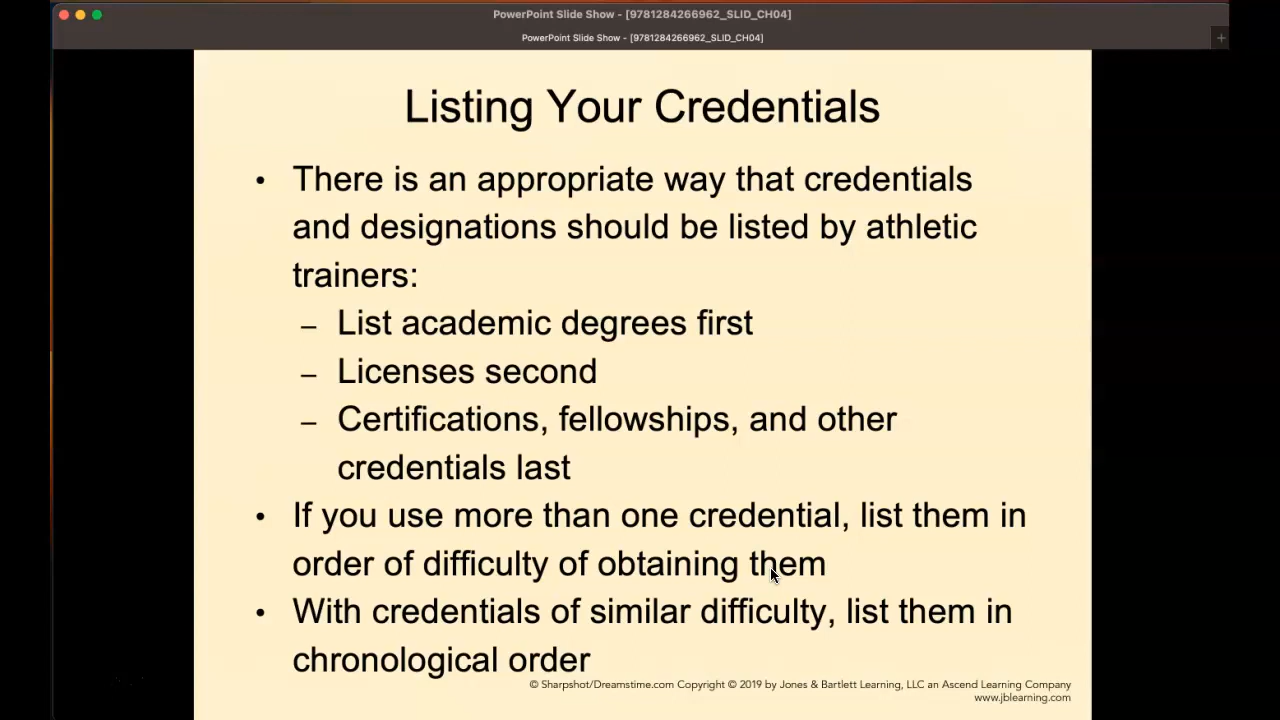 PowerPoint Slide Show - [9781284266962_SLID_CH04]
PowerPoint Slide Show - [9781284266962_SLID_CH04]
Listing Your Credentials
• There is an appropriate way that credentials
and designations should be listed by athletic
trainers:
– List academic degrees first
– Licenses second
– Certifications, fellowships, and other
credentials last
• If you use more than one credential, list them in
order of difficulty of obtaining them
• With credentials of similar difficulty, list them in
chronological order
© Sharpshot/Dreamstime.com Copyright © 2019 by Jones & Bartlett Learning, LLC an Ascend Learning Company
www.jblearning.com